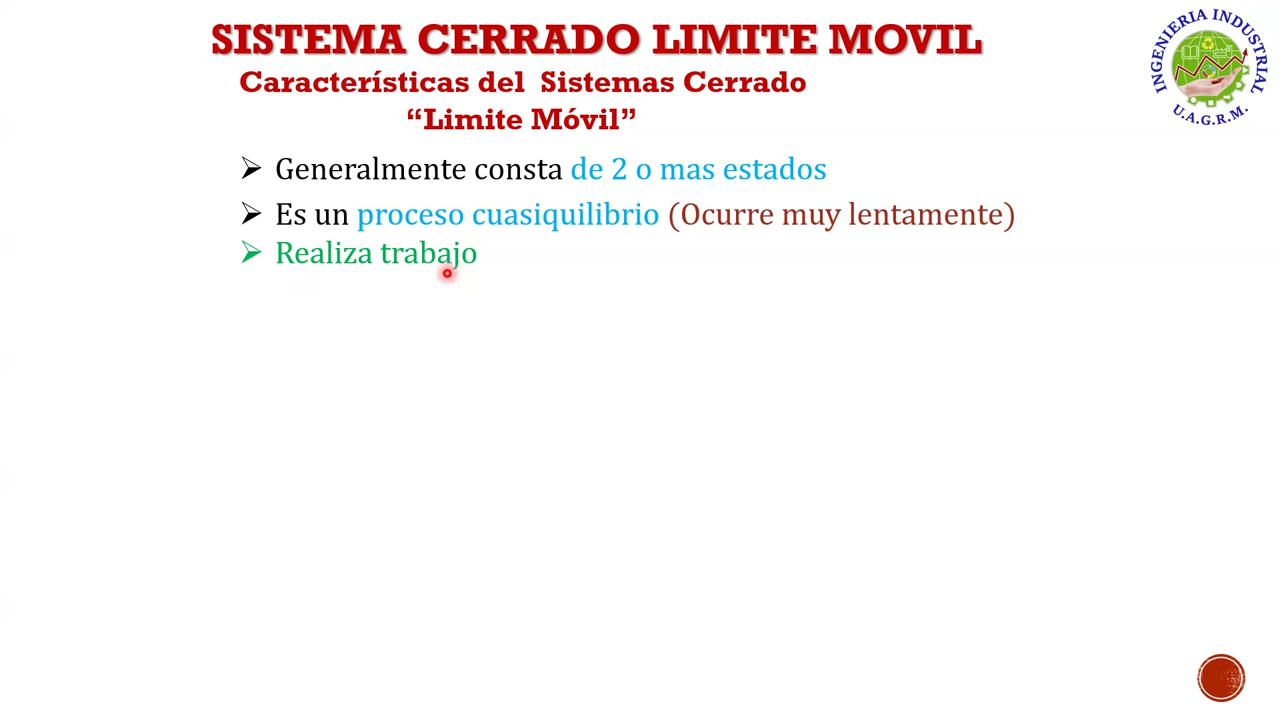 SISTEMA CERRADO LIMITE MOVIL
Características del Sistemas Cerrado
“Limite Móvil”
Generalmente consta de 2 o mas estados
Es un proceso cuasiquilibrio (Ocurre muy lentamente)
Realiza trabajo
INGENIERIA INDUSTRIAL
U.A.G.R.M.